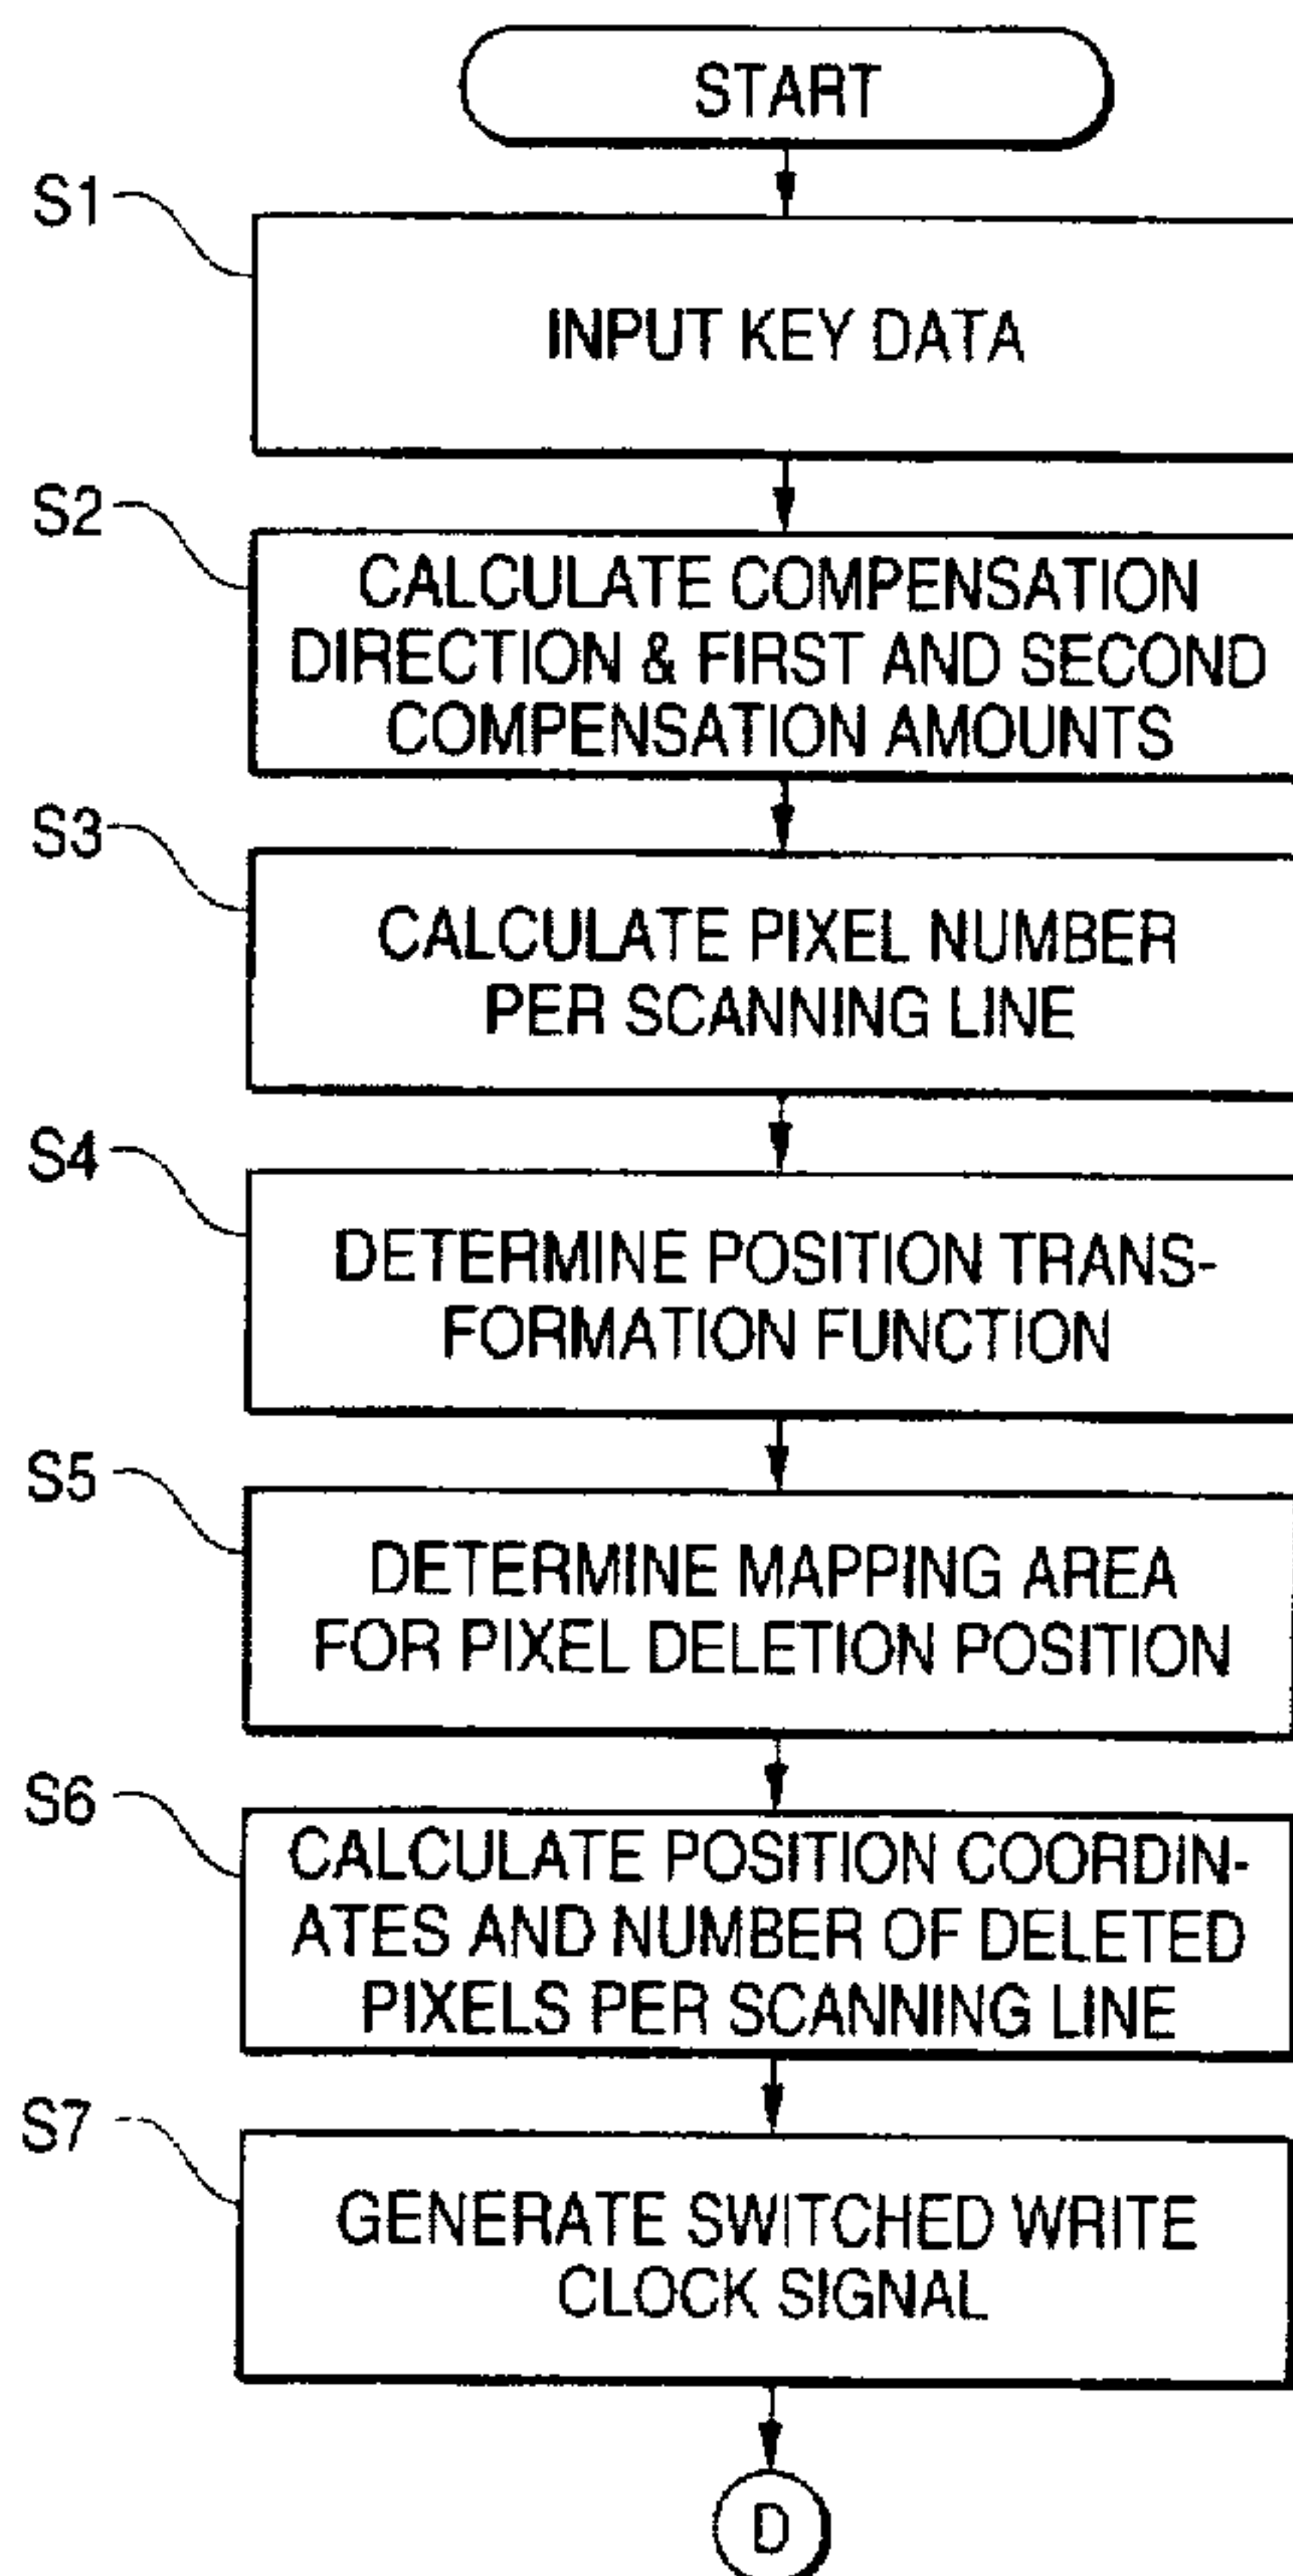 START
S1
INPUT KEY DATA
S2
CALCULATE COMPENSATION
DIRECTION & FIRST AND SECOND
COMPENSATION AMOUNTS
S3
CALCULATE PIXEL NUMBER
PER SCANNING LINE
S4
DETERMINE POSITION TRANS-
FORMATION FUNCTION
S5
DETERMINE MAPPING AREA
FOR PIXEL DELETION POSITION
S6
CALCULATE POSITION COORDIN-
ATES AND NUMBER OF DELETED
PIXELS PER SCANNING LINE
S7
GENERATE SWITCHED WRITE
CLOCK SIGNAL
D